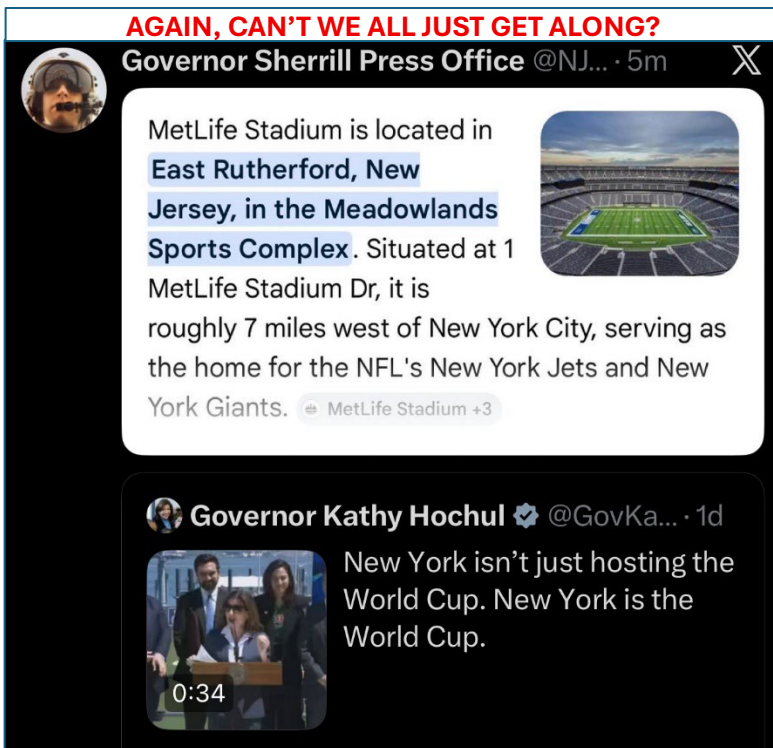 AGAIN, CAN’T WE ALL JUST GET ALONG?
Governor Sherrill Press Office @NJ... · 5m
MetLife Stadium is located in
East Rutherford, New
Jersey, in the Meadowlands
Sports Complex. Situated at 1
MetLife Stadium Dr, it is
roughly 7 miles west of New York City, serving as
the home for the NFL's New York Jets and New
York Giants. MetLife Stadium +3
Governor Kathy Hochul @GovKa... · 1d
New York isn’t just hosting the
World Cup. New York is the
World Cup.
0:34